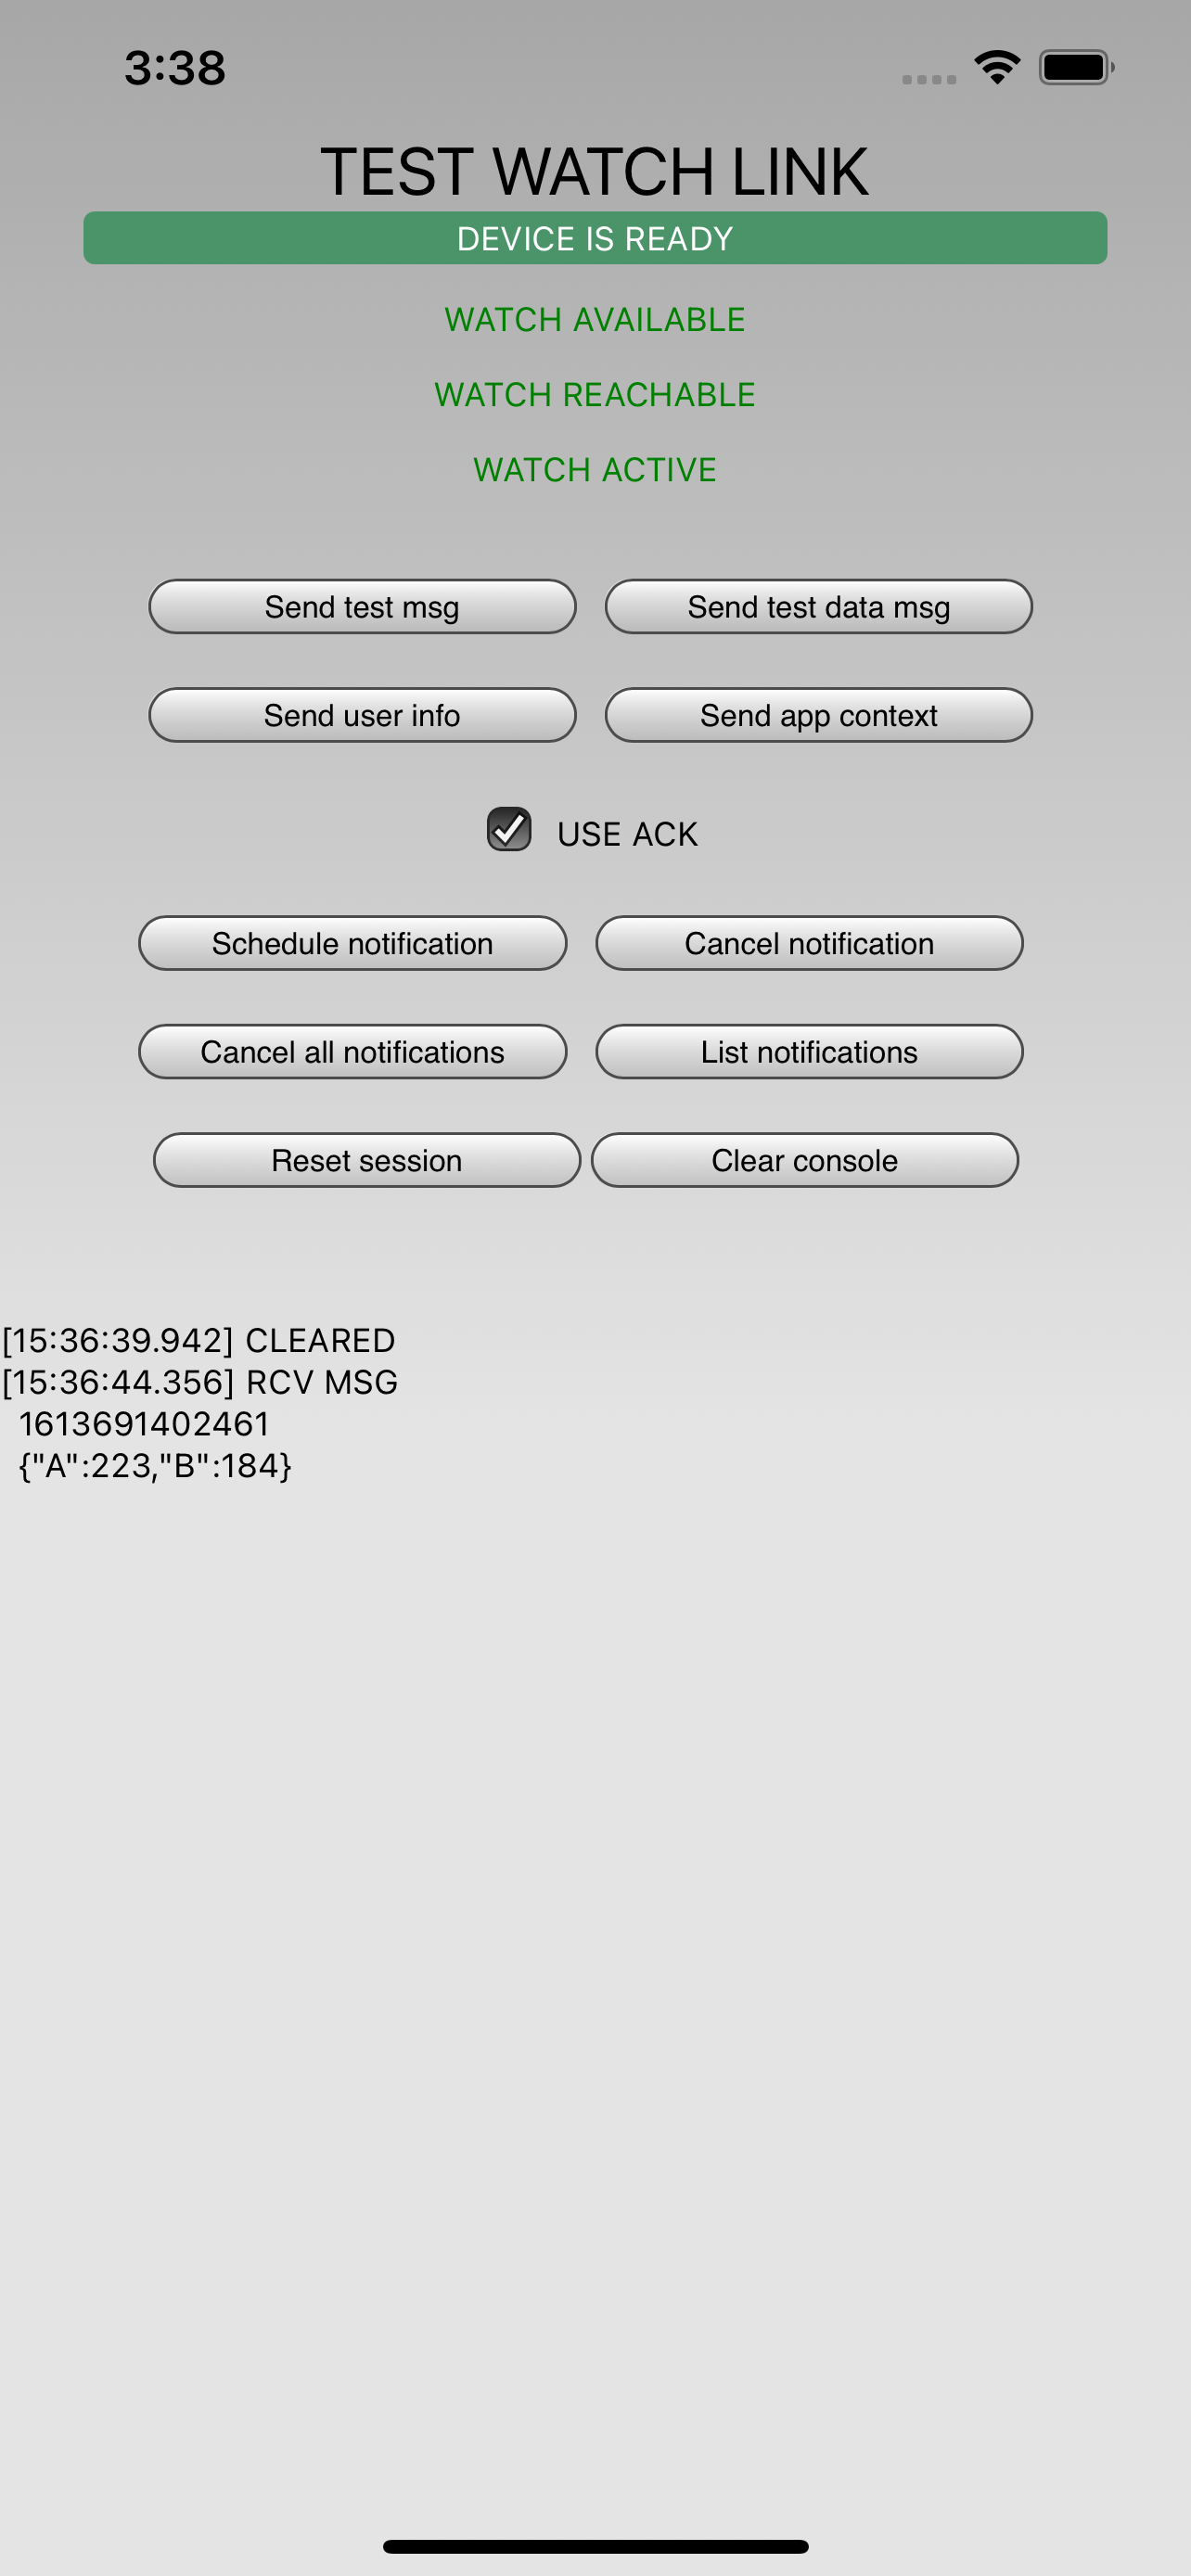 3:38
TEST WATCH LINK
DEVICE IS READY
WATCH AVAILABLE
WATCH REACHABLE
WATCH ACTIVE
Send test msg Send test data msg
Send user info Send app context
USE ACK
Schedule notification Cancel notification
Cancel all notifications List notifications
Reset session Clear console
[15:36:39.942] CLEARED
[15:36:44.356] RCV MSG
1613691402461
{"A":223,"B":184}